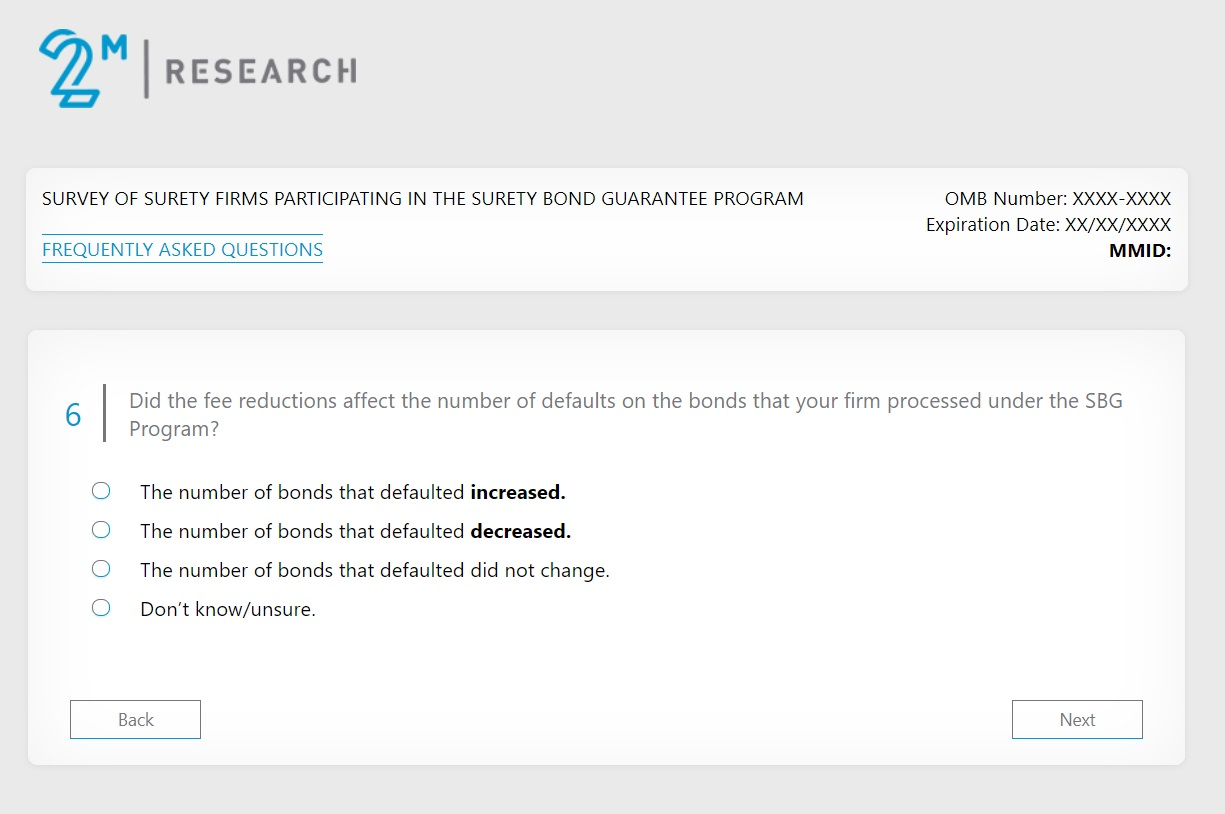 2M RESEARCH
SURVEY OF SURETY FIRMS PARTICIPATING IN THE SURETY BOND GUARANTEE PROGRAM
OMB Number: XXXX-XXXX
Expiration Date: XX/XX/XXXX
FREQUENTLY ASKED QUESTIONS
MMID:
6
Did the fee reductions affect the number of defaults on the bonds that your firm processed under the SBG
Program?
The number of bonds that defaulted increased.
The number of bonds that defaulted decreased.
The number of bonds that defaulted did not change.
Don’t know/unsure.
Back
Next